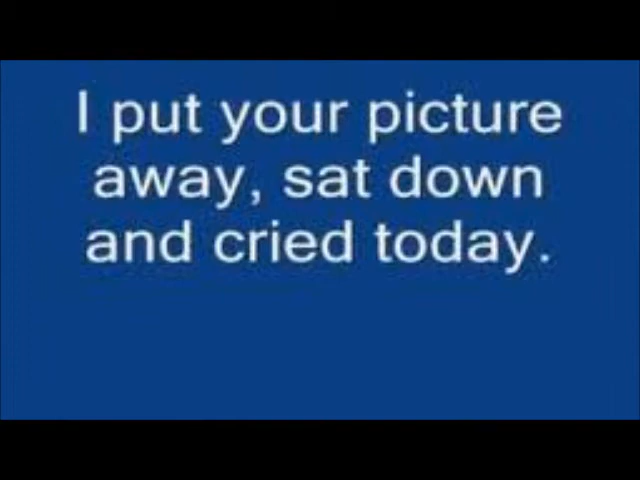 I put your picture
away, sat down
and cried today.